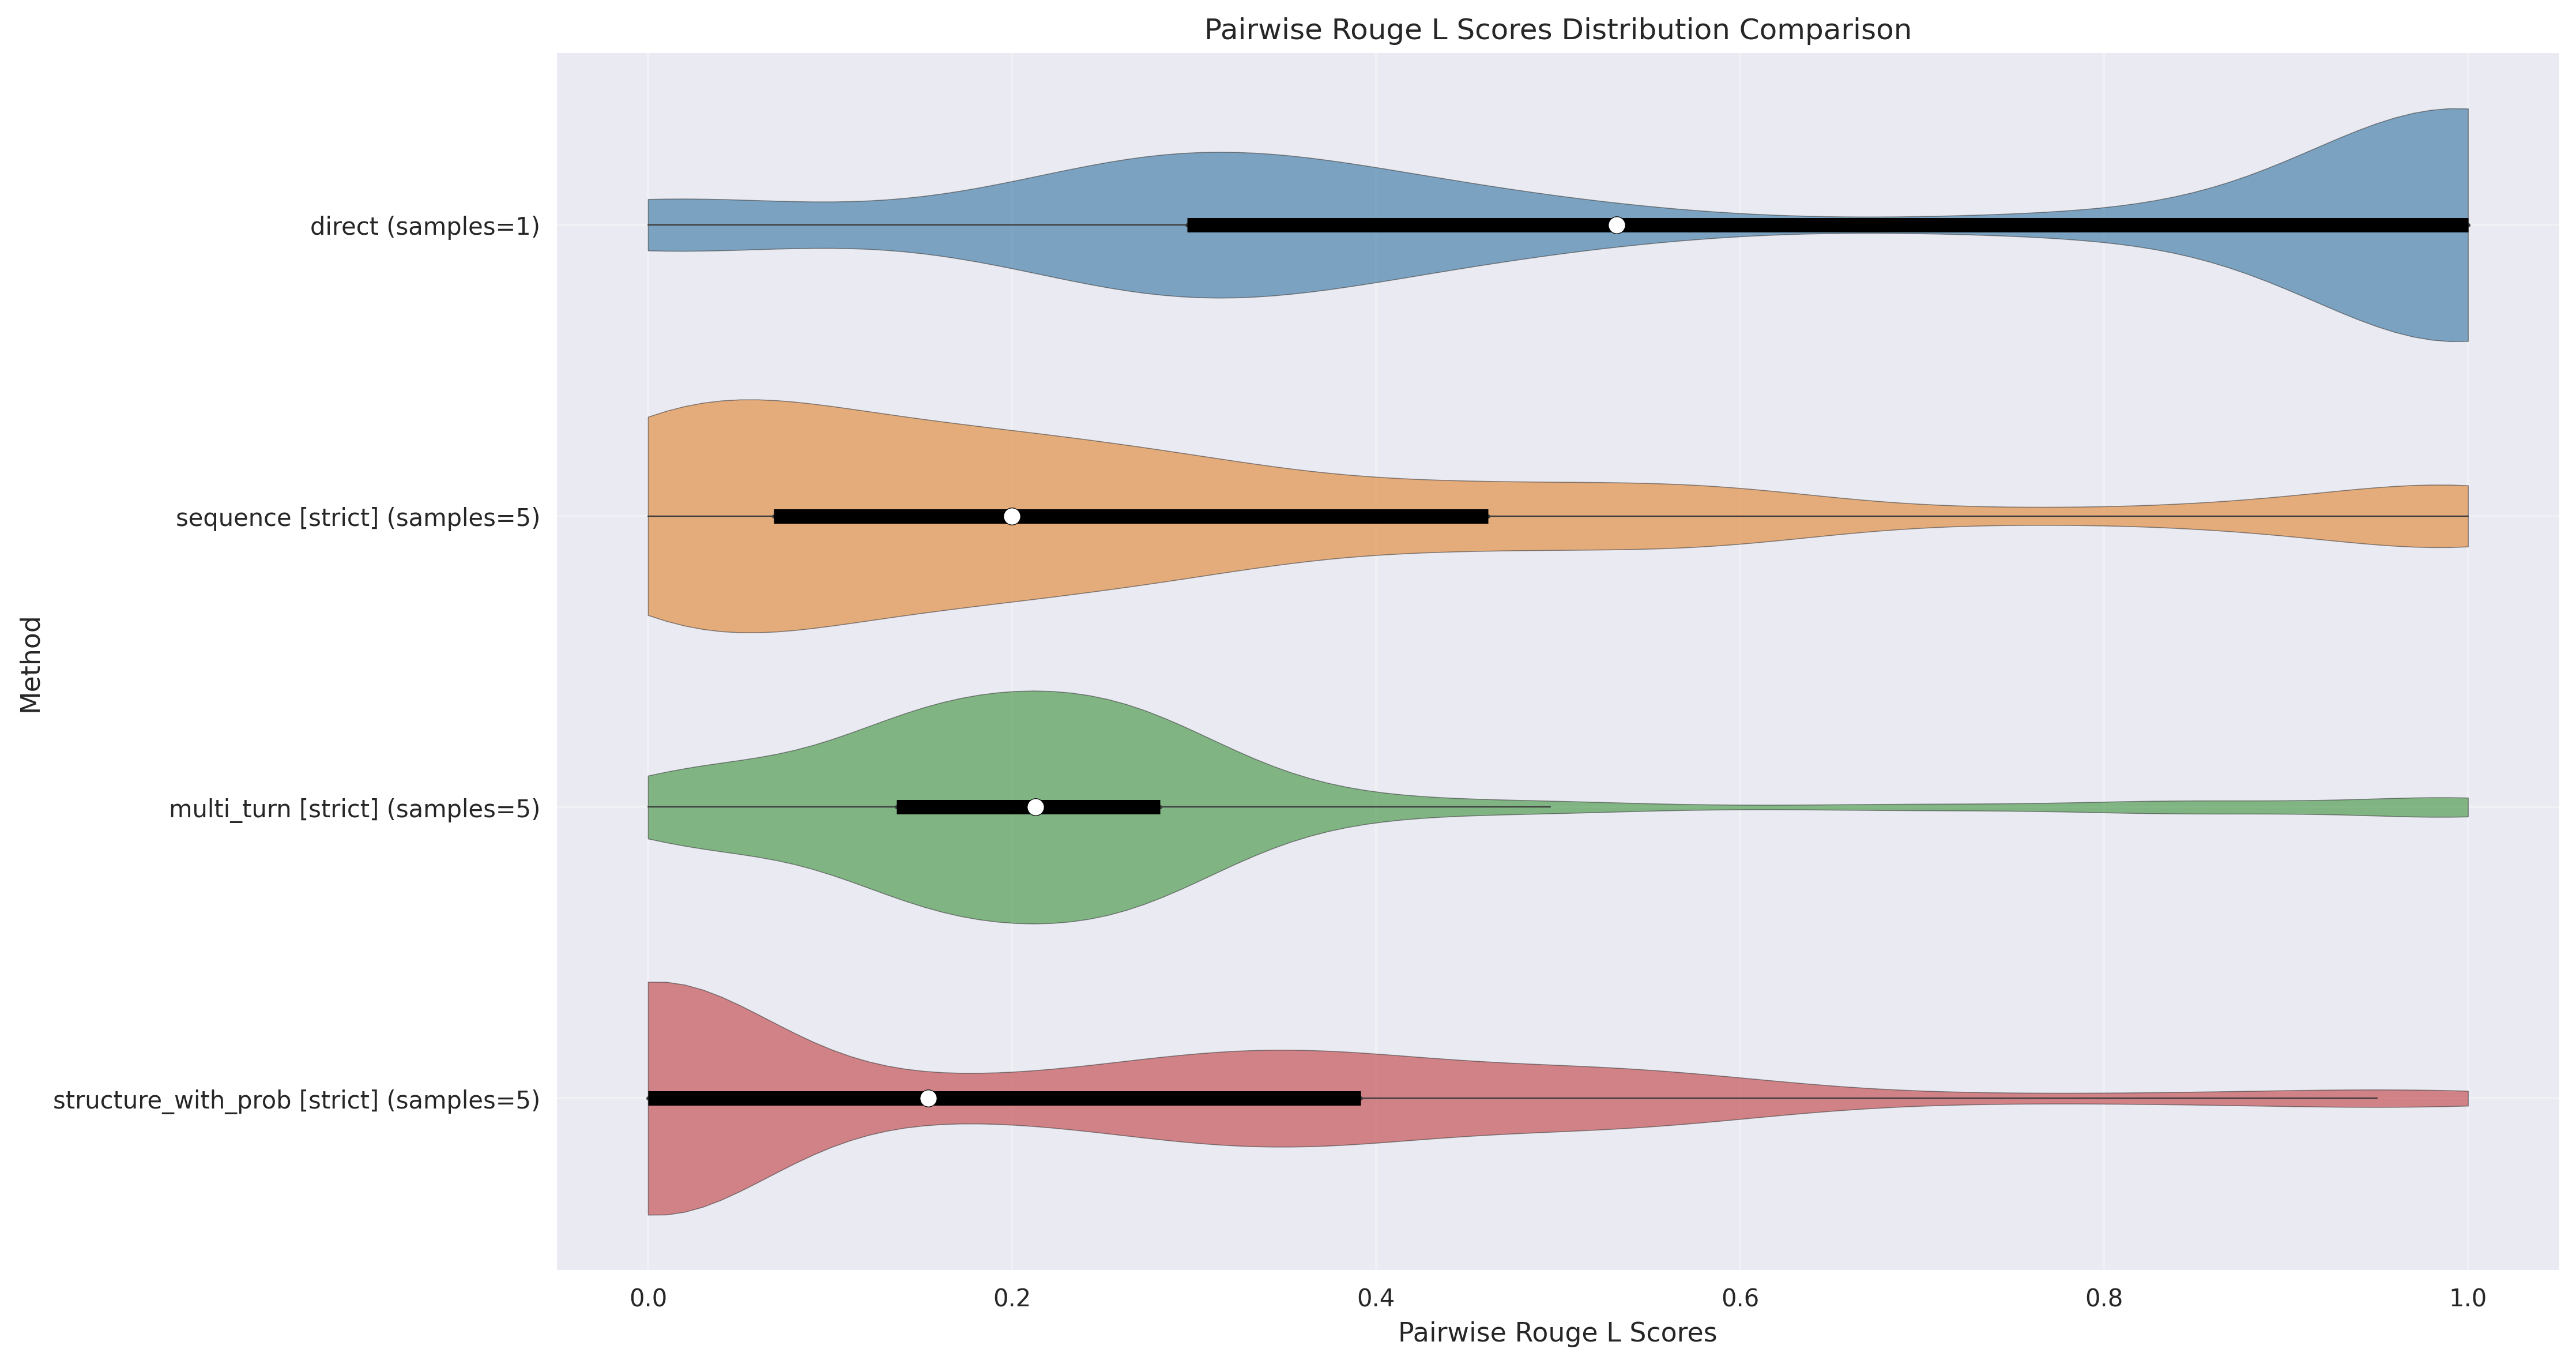 Pairwise Rouge L Scores Distribution Comparison
Method
direct (samples=1)
sequence [strict] (samples=5)
multi_turn [strict] (samples=5)
structure_with_prob [strict] (samples=5)
0.0 0.2 0.4 0.6 0.8 1.0
Pairwise Rouge L Scores